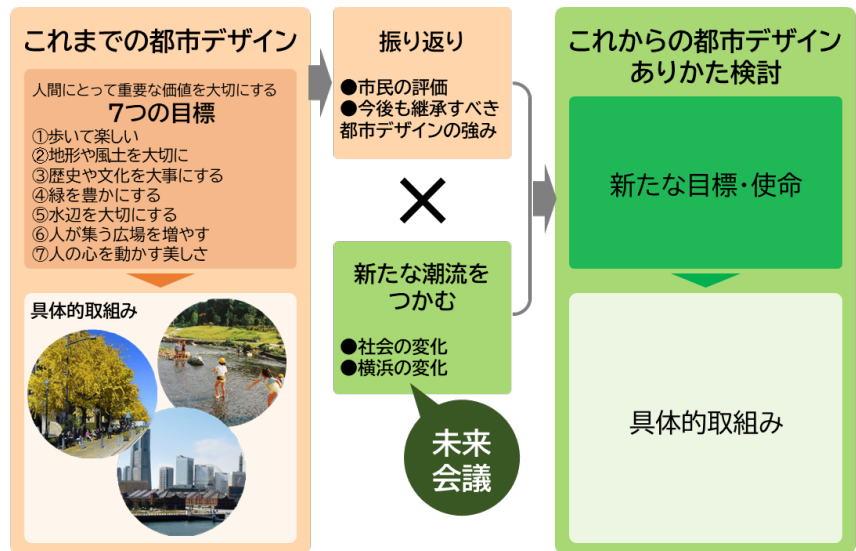 これまでの都市デザイン
人間にとって重要な価値を大切にする
7つの目標
①歩いて楽しい
②地形や風土を大切に
③歴史や文化を大事にする
④緑を豊かにする
⑤水辺を大切にする
⑥人が集う広場を増やす
⑦人の心を動かす美しさ
具体的取組み
振り返り
●市民の評価
●今後も継承すべき
都市デザインの強み
×
新たな潮流を
つかむ
●社会の変化
●横浜の変化
未来
会議
これからの都市デザイン
ありかた検討
新たな目標・使命
具体的取組み